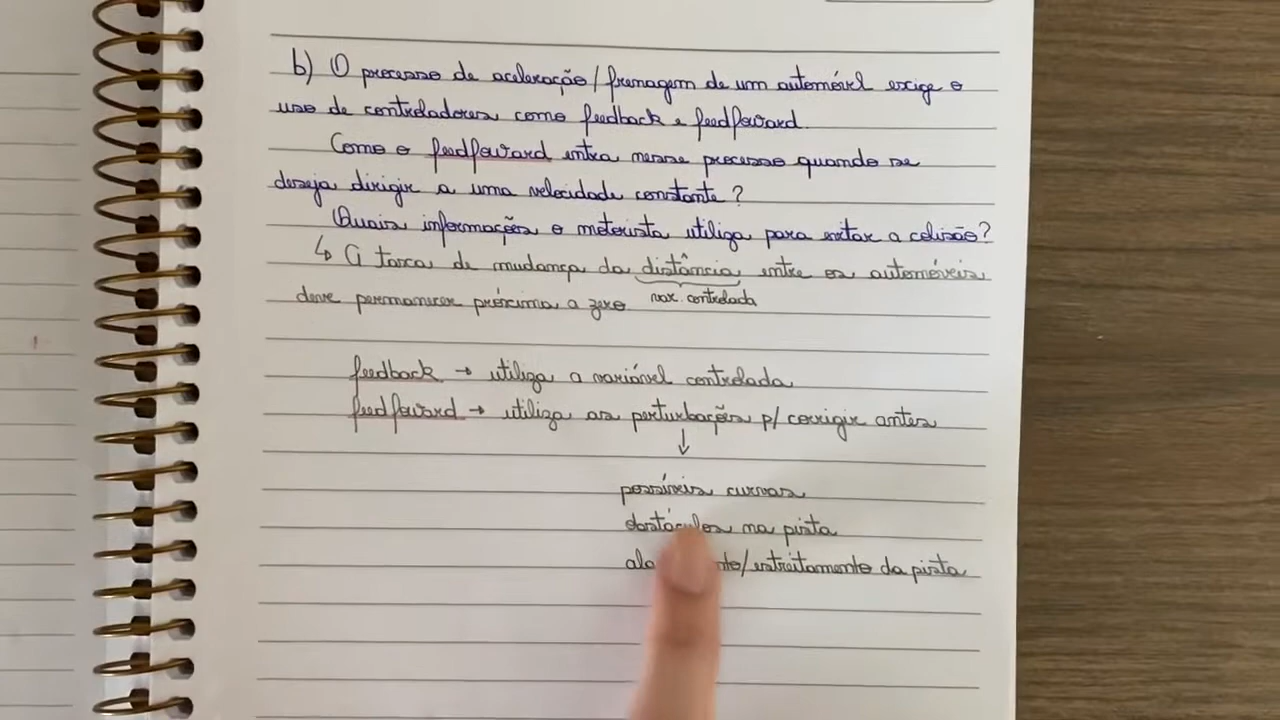 b) O processo de aceleração/frenagem de um automóvel exige o
uso de controladores como feedback e feedfoward.
Como o feedfoward entra nesse processo quando se
deseja dirigir a uma velocidade constante?
Quais informações o motorista utiliza para evitar a colisão?
↳ A taxa de mudança da distância entre os automóveis
var. controlada
deve permanecer próxima a zero.
feedback → utiliza a variável controlada
feedfoward → utiliza as perturbações p/ corrigir antes
↓
possíveis curvas
obstáculos na pista
/estreitamento da pista